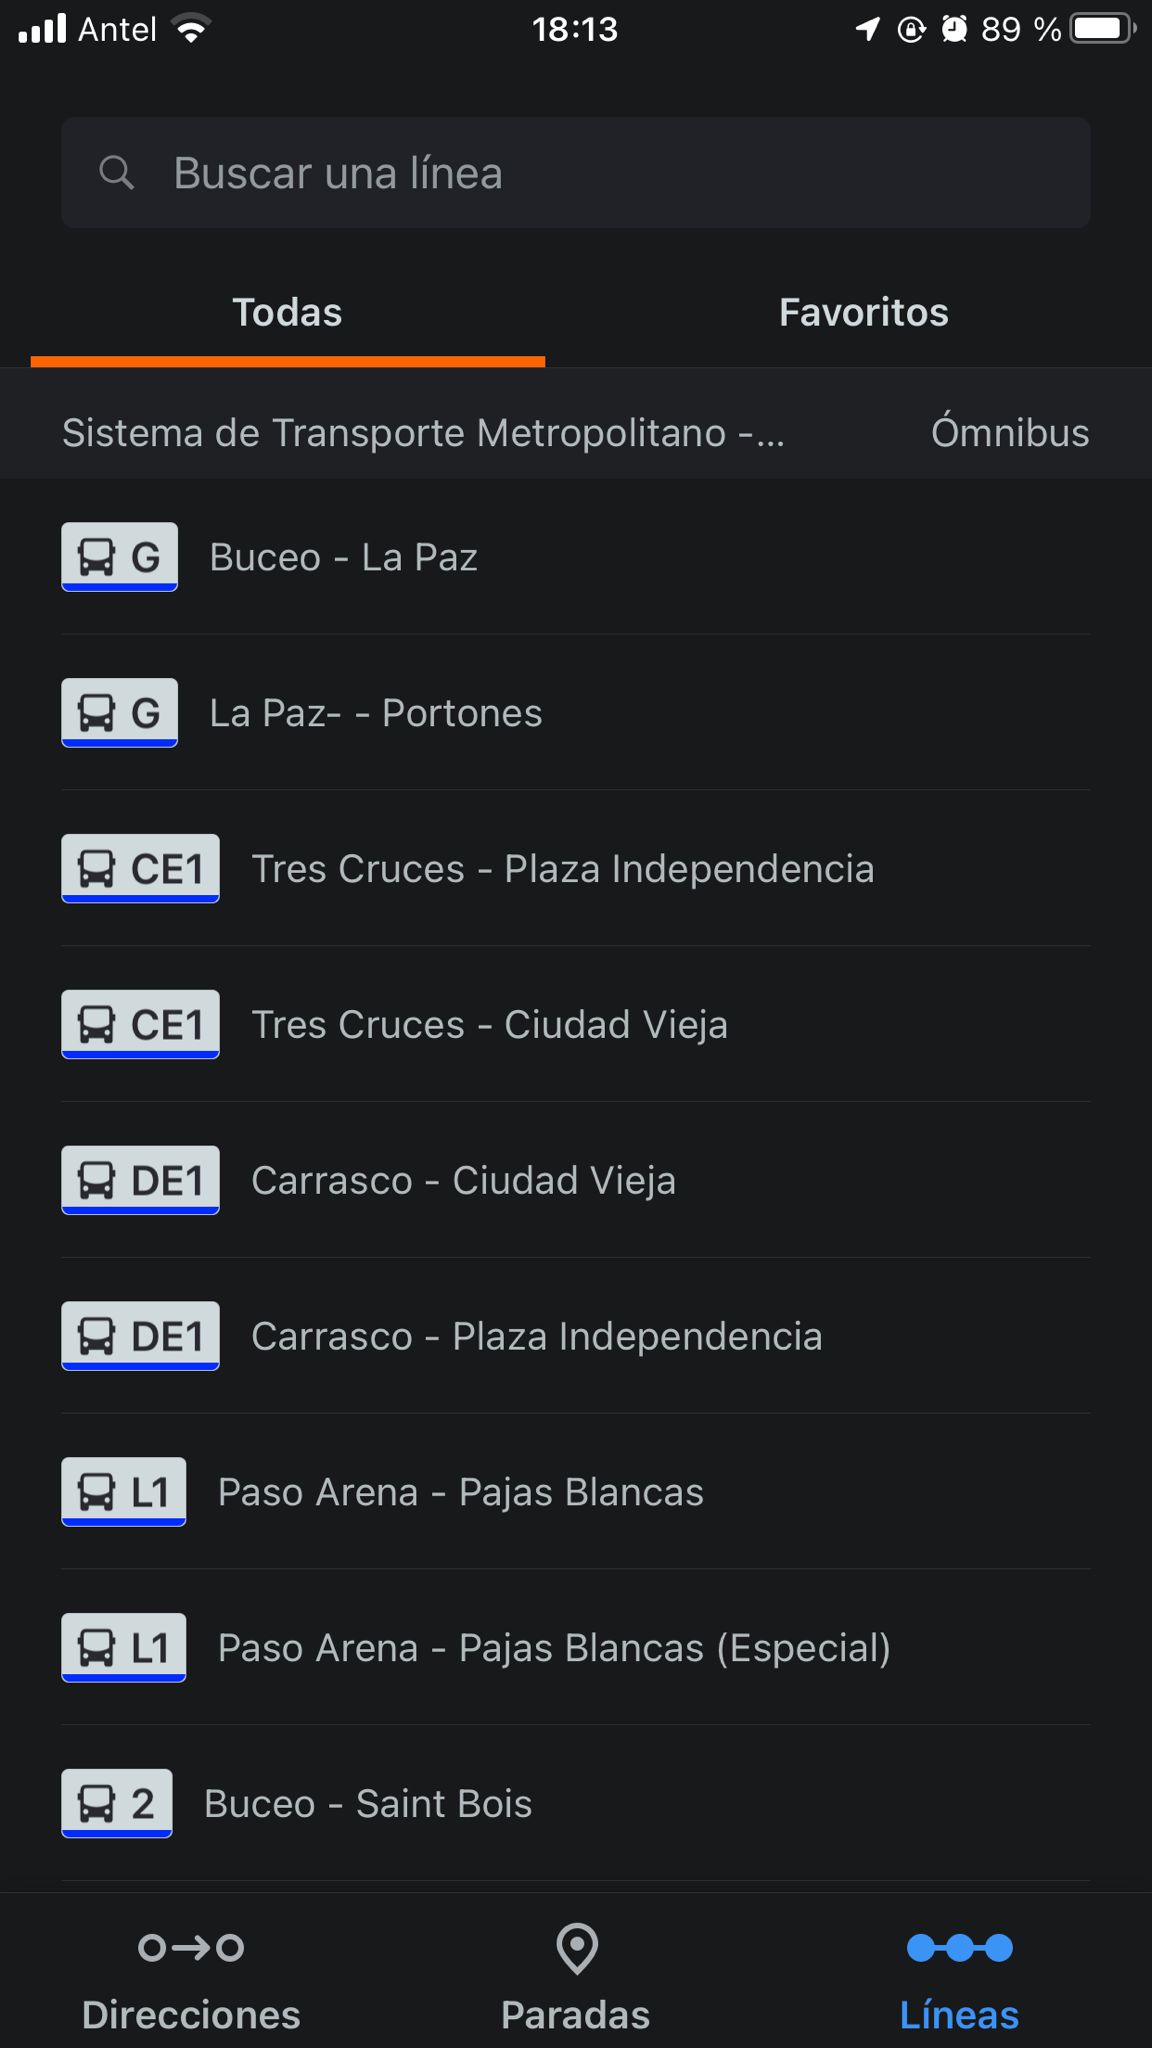 Antel 18:13 89 %
Buscar una línea
Todas Favoritos
Sistema de Transporte Metropolitano -... Ómnibus
G Buceo - La Paz
G La Paz- - Portones
CE1 Tres Cruces - Plaza Independencia
CE1 Tres Cruces - Ciudad Vieja
DE1 Carrasco - Ciudad Vieja
DE1 Carrasco - Plaza Independencia
L1 Paso Arena - Pajas Blancas
L1 Paso Arena - Pajas Blancas (Especial)
2 Buceo - Saint Bois
Direcciones Paradas Líneas